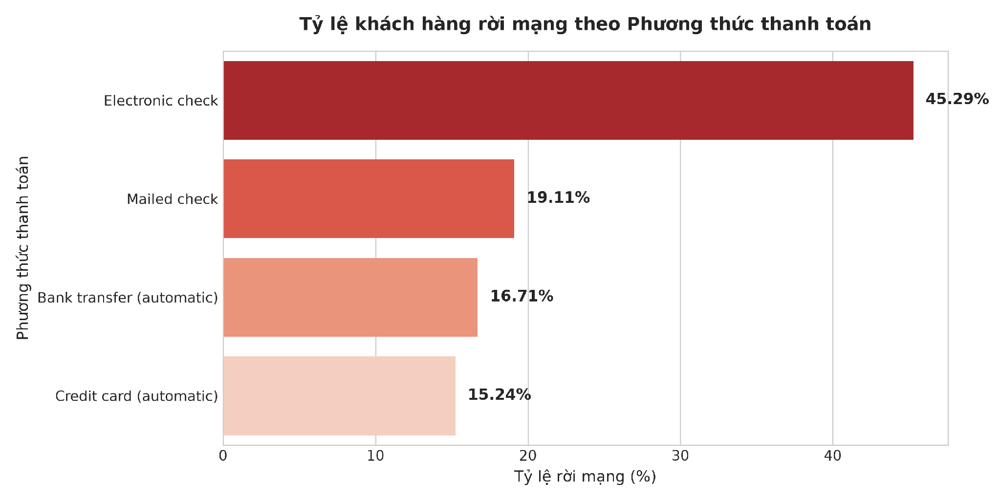 Tỷ lệ khách hàng rời mạng theo Phương thức thanh toán
Phương thức thanh toán
Electronic check
45.29%
Mailed check
19.11%
Bank transfer (automatic)
16.71%
Credit card (automatic)
15.24%
0 10 20 30 40
Tỷ lệ rời mạng (%)